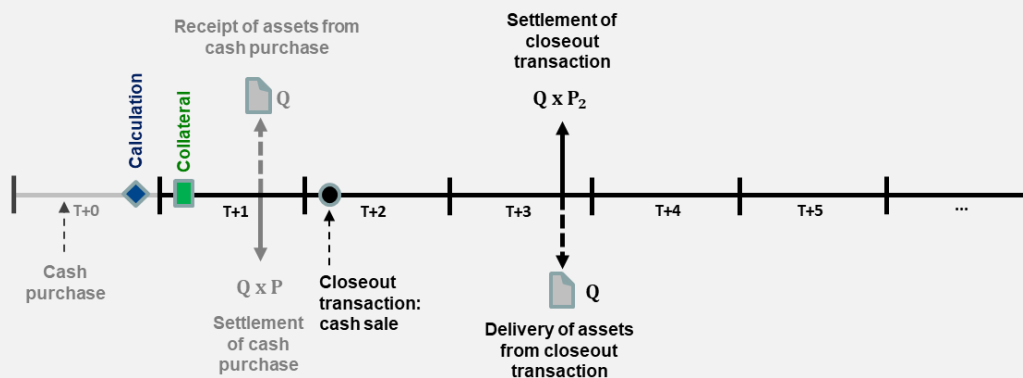 Receipt of assets from
cash purchase
Q
Calculation
Collateral
Settlement of
closeout
transaction
Q x P₂
T+0
T+1
T+2
T+3
T+4
T+5
...
Cash
purchase
Q x P
Settlement
of cash
purchase
Closeout
transaction:
cash sale
Q
Delivery of assets
from closeout
transaction